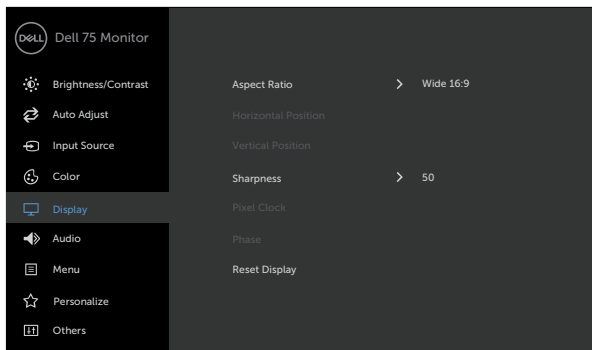 DELL Dell 75 Monitor
Brightness/Contrast
Auto Adjust
Input Source
Color
Display
Audio
Menu
Personalize
Others
Aspect Ratio Wide 16:9
Horizontal Position
Vertical Position
Sharpness 50
Pixel Clock
Phase
Reset Display